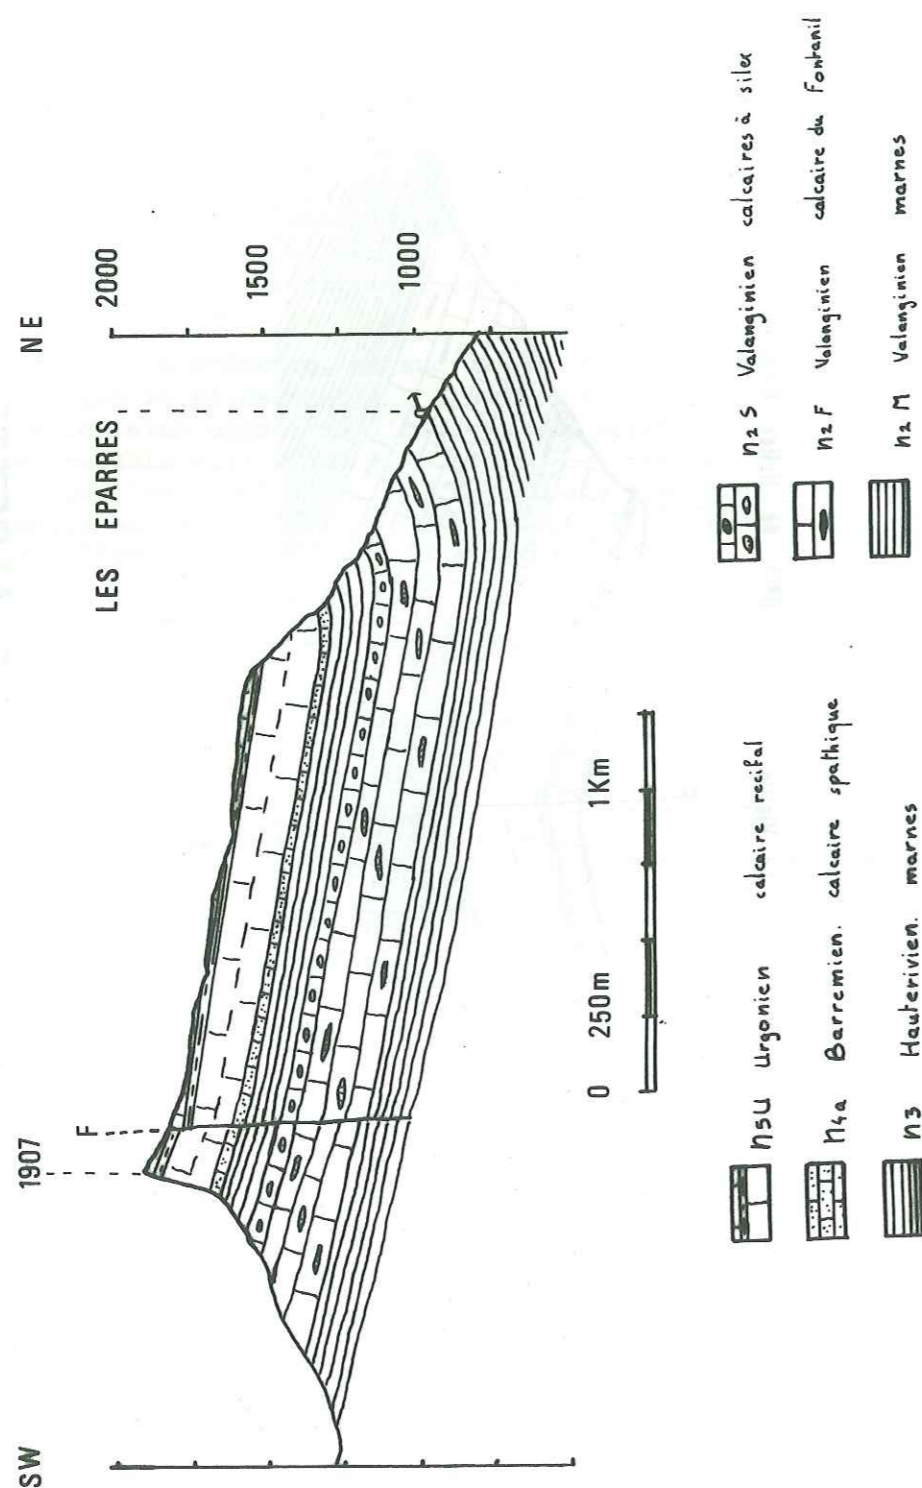 SW
NE
1907
F
LES EPARRES
2000
1500
1000
0
250m
1Km
n5U Urgonien calcaire recifal
n4a Barremien. calcaire spathique
n3 Hauterivien. marnes
n2 S Valanginien calcaires à silex
n2 F Valanginien calcaire du Fontanil
n2 M Valanginien marnes